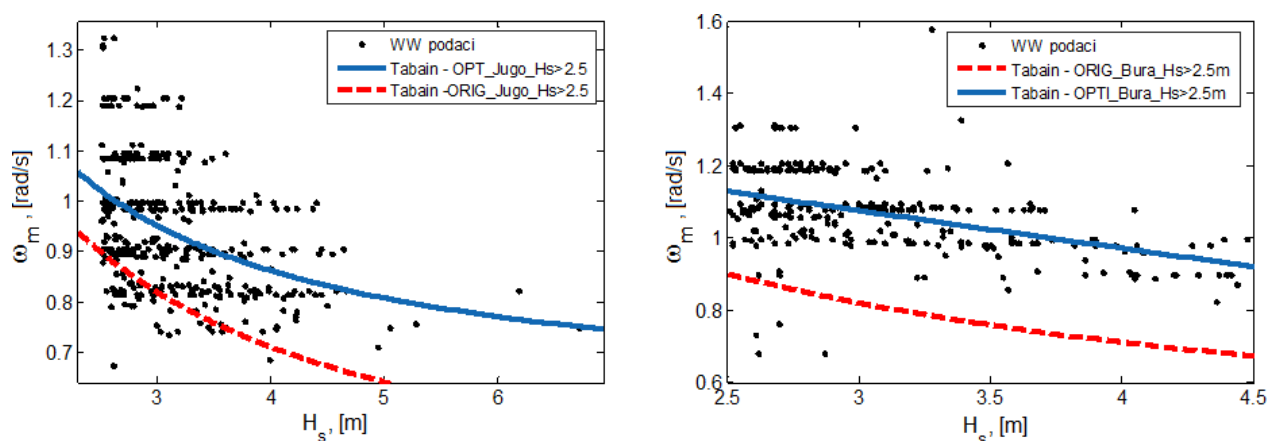 WW podaci
Tabain - OPT_Jugo_Hs>2.5
Tabain -ORIG_Jugo_Hs>2.5
1.3
1.2
1.1
1
0.9
0.8
0.7
3
4
5
6
ω_m, [rad/s]
H_s, [m]
WW podaci
Tabain - ORIG_Bura_Hs>2.5m
Tabain - OPTI_Bura_Hs>2.5m
1.6
1.4
1.2
1
0.8
0.6
2.5
3
3.5
4
4.5
ω_m, [rad/s]
H_s, [m]